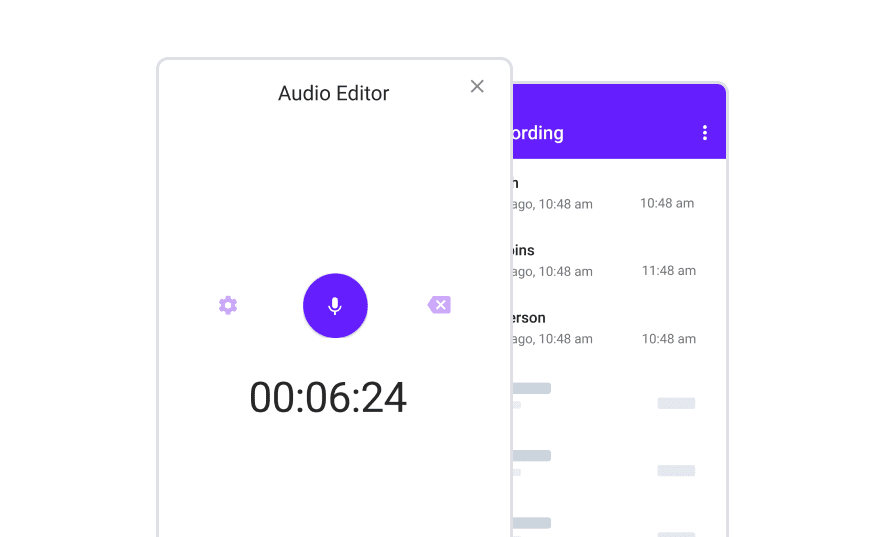 Audio Editor
00:06:24
ording
n
ago, 10:48 am
10:48 am
ins
ago, 10:48 am
11:48 am
erson
ago, 10:48 am
10:48 am